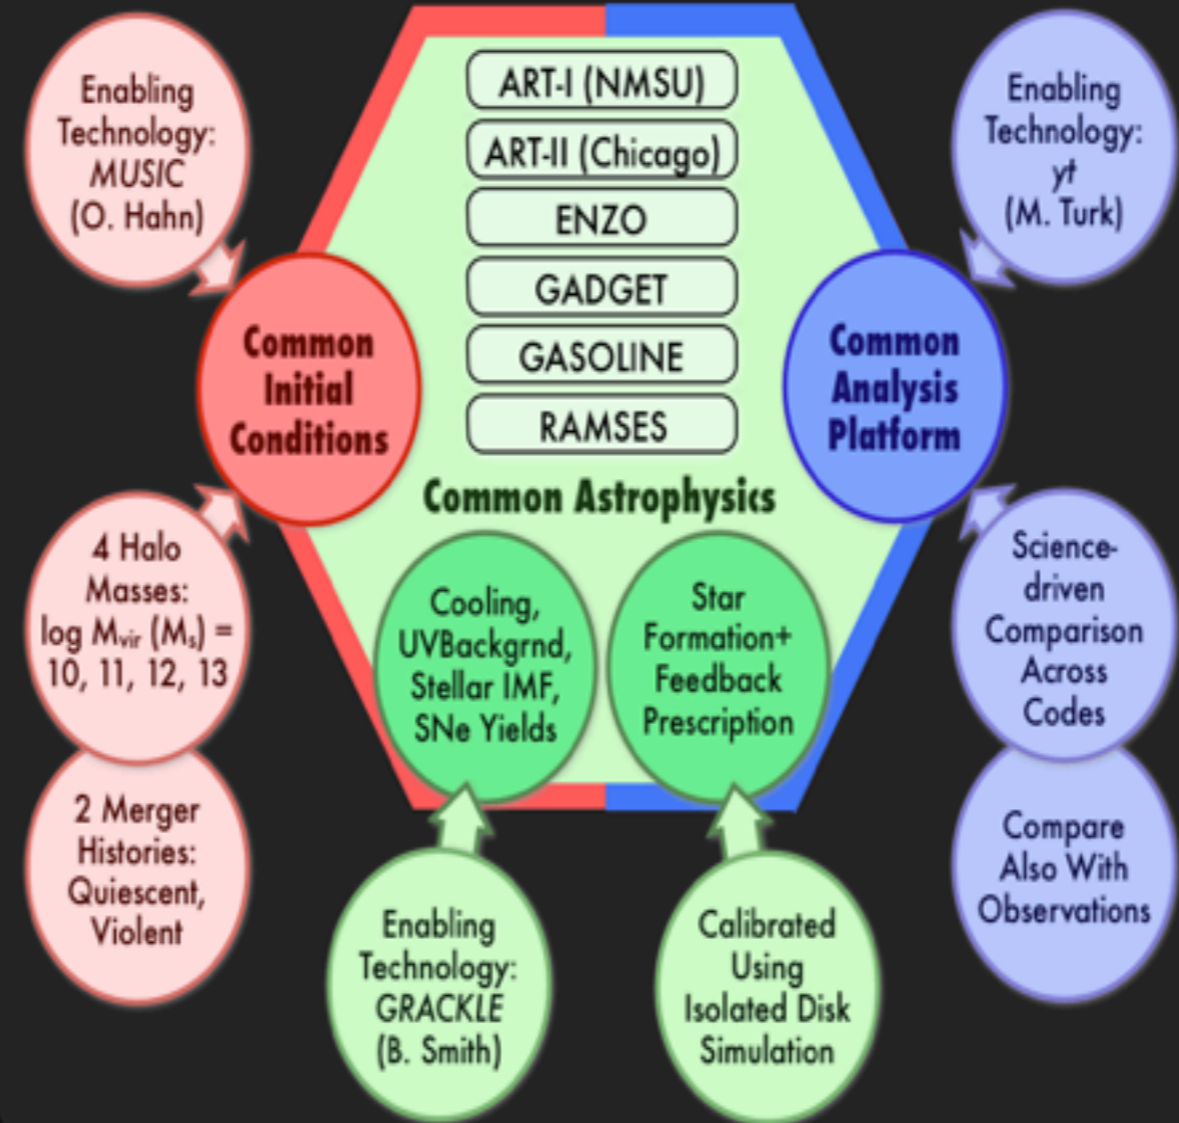 Enabling
Technology:
MUSIC
(O. Hahn)
Common
Initial
Conditions
4 Halo
Masses:
log Mvir (Ms) =
10, 11, 12, 13
2 Merger
Histories:
Quiescent,
Violent
ART-I (NMSU)
ART-II (Chicago)
ENZO
GADGET
GASOLINE
RAMSES
Common Astrophysics
Cooling,
UVBackgrnd,
Stellar IMF,
SNe Yields
Star
Formation+
Feedback
Prescription
Enabling
Technology:
GRACKLE
(B. Smith)
Calibrated
Using
Isolated Disk
Simulation
Enabling
Technology:
yt
(M. Turk)
Common
Analysis
Platform
Science-
driven
Comparison
Across
Codes
Compare
Also With
Observations